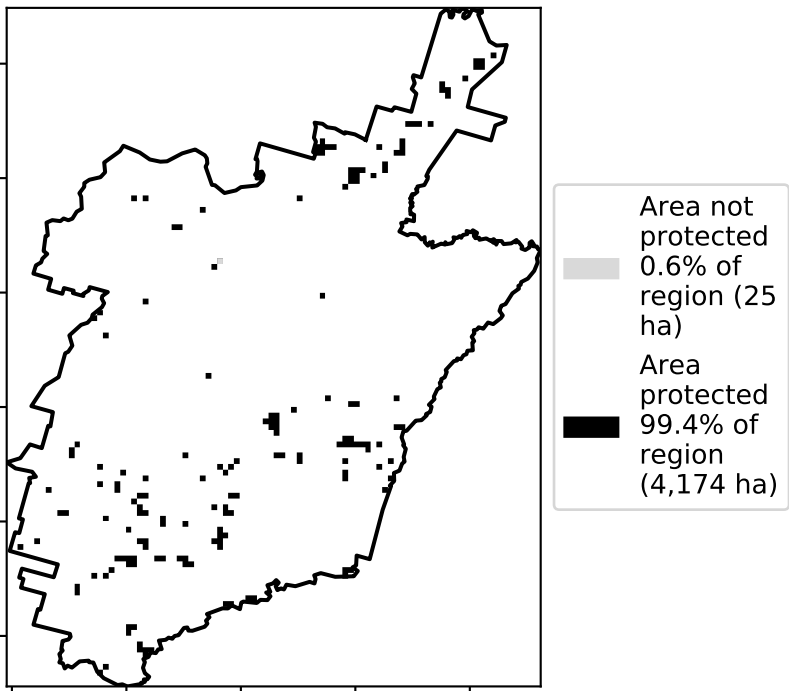 Area not
protected
0.6% of
region (25
ha)
Area
protected
99.4% of
region
(4,174 ha)